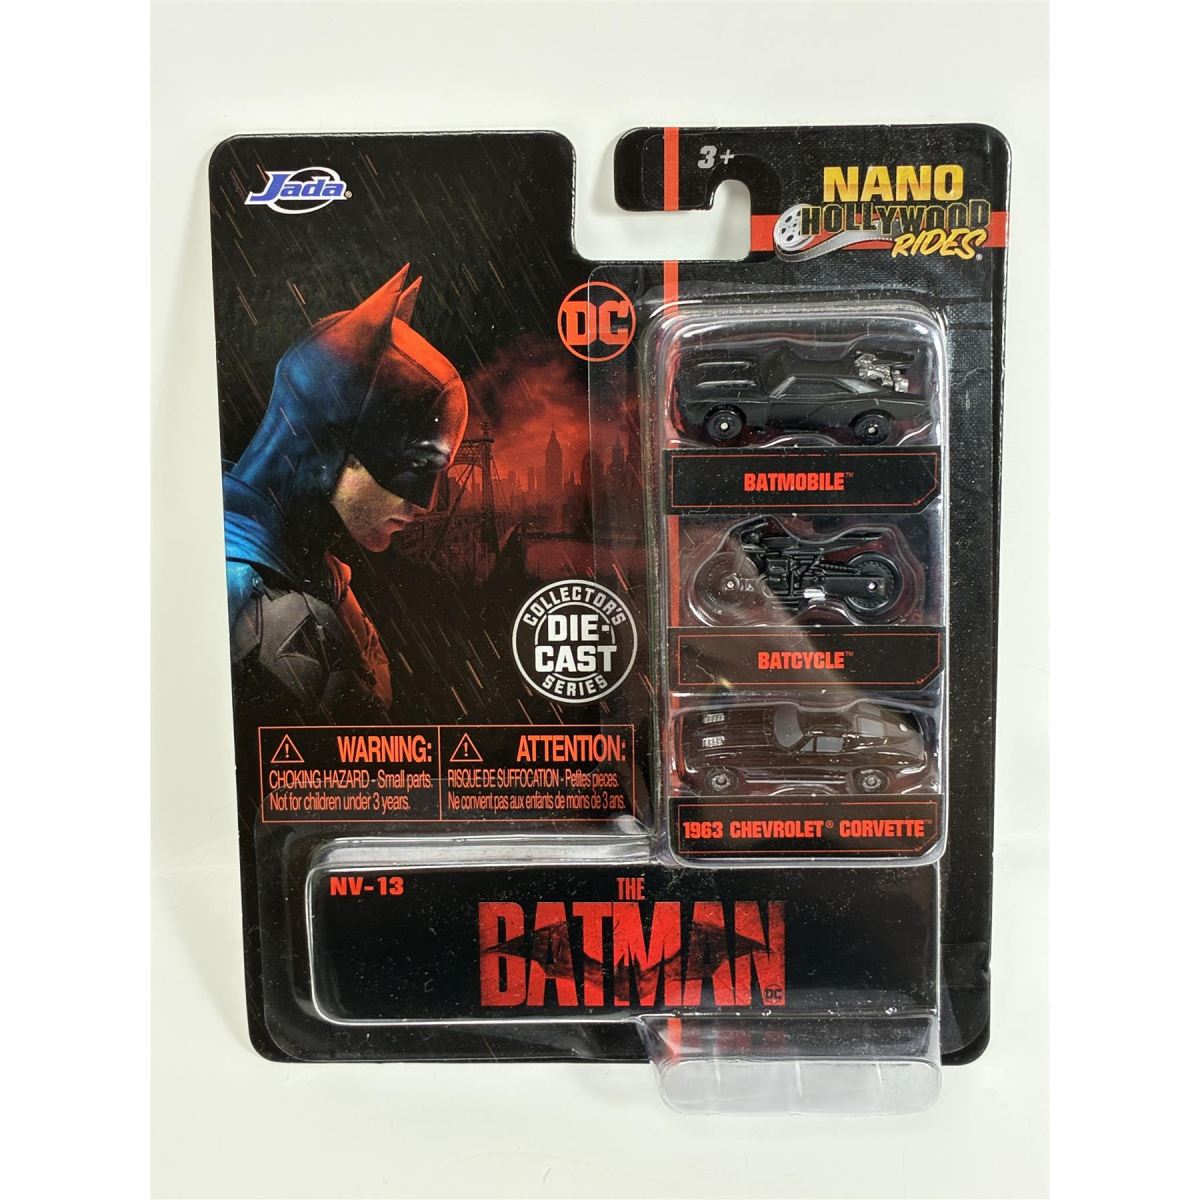 Jada®
3+
NANO
HOLLYWOOD
RIDES®
DC
BATMOBILE™
BATCYCLE™
COLLECTOR'S
DIE-
CAST
SERIES
⚠ WARNING:
CHOKING HAZARD - Small parts.
Not for children under 3 years.
⚠ ATTENTION:
RISQUE DE SUFFOCATION - Petites pieces.
Ne convient pas aux enfants de moins de 3 ans.
1963 CHEVROLET® CORVETTE™
NV-13
THE
BATMAN
DC